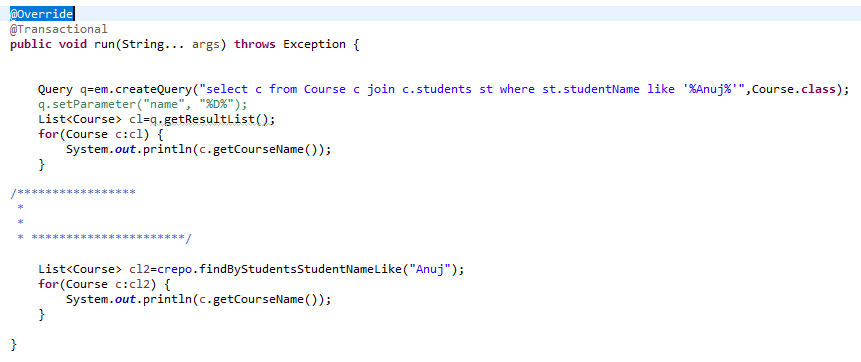 @Override
@Transactional
public void run(String... args) throws Exception {
Query q=em.createQuery("select c from Course c join c.students st where st.studentName like '%Anuj%'",Course.class);
q.setParameter("name", "%D%");
List<Course> cl=q.getResultList();
for(Course c:cl) {
System.out.println(c.getCourseName());
}
/*****************
*
*
* **********************/
List<Course> cl2=crepo.findByStudentsStudentNameLike("Anuj");
for(Course c:cl2) {
System.out.println(c.getCourseName());
}
}